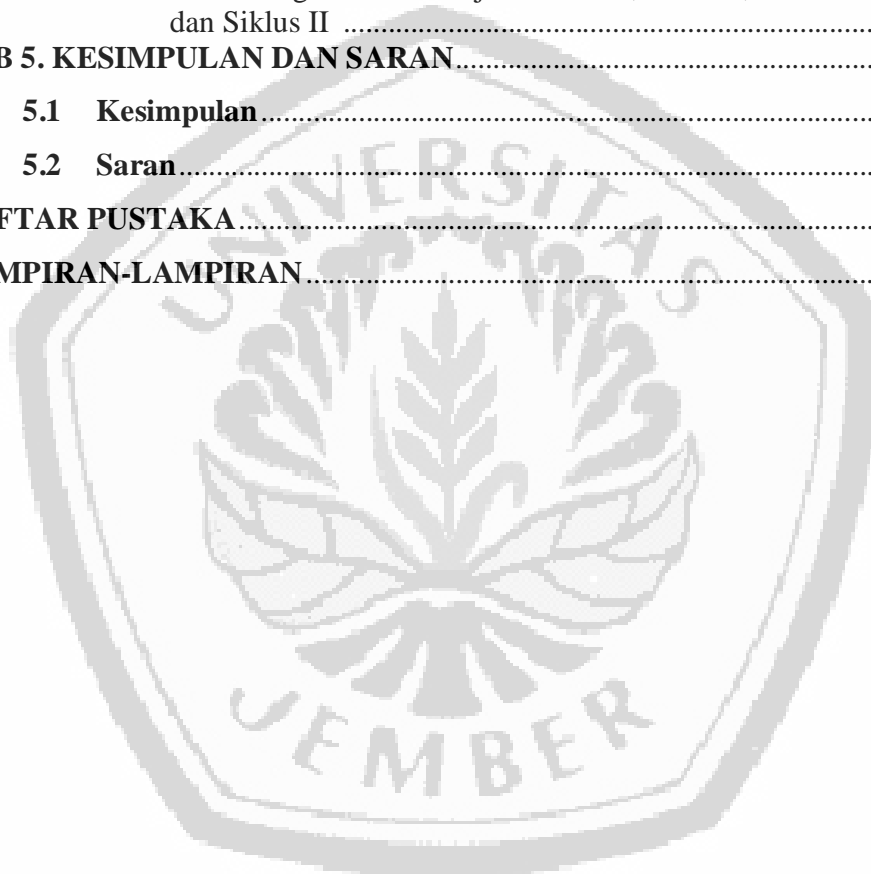 dan Siklus II ........................................................................
B 5. KESIMPULAN DAN SARAN........................................................
5.1 Kesimpulan....................................................................................
5.2 Saran................................................................................................
FTAR PUSTAKA.......................................................................................
MPIRAN-LAMPIRAN............................................................................
UNIVERSITAS
JEMBER